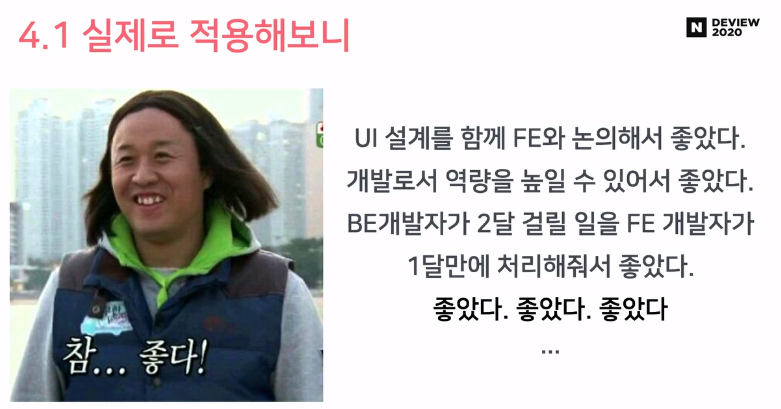 4.1 실제로 적용해보니
N DEVIEW
2020
UI 설계를 함께 FE와 논의해서 좋았다.
개발로서 역량을 높일 수 있어서 좋았다.
BE개발자가 2달 걸릴 일을 FE 개발자가
1달만에 처리해줘서 좋았다.
좋았다. 좋았다. 좋았다
...
참... 좋다!